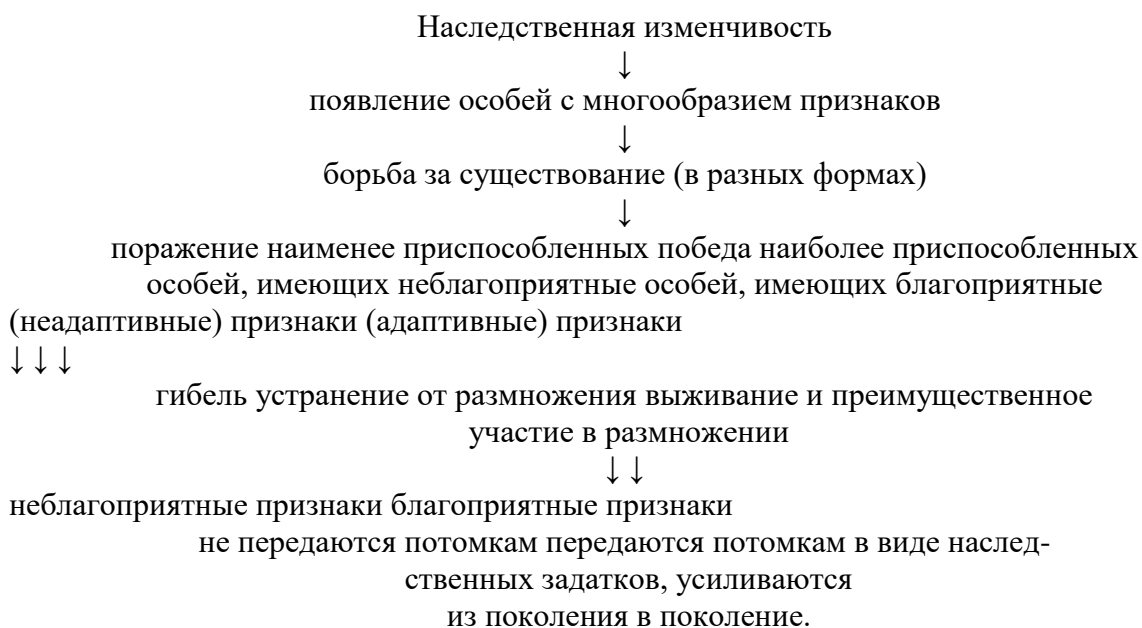 Наследственная изменчивость
↓
появление особей с многообразием признаков
↓
борьба за существование (в разных формах)
↓
поражение наименее приспособленных победа наиболее приспособленных
особей, имеющих неблагоприятные особей, имеющих благоприятные
(неадаптивные) признаки (адаптивные) признаки
↓ ↓ ↓
гибель устранение от размножения выживание и преимущественное
участие в размножении
↓ ↓
неблагоприятные признаки благоприятные признаки
не передаются потомкам передаются потомкам в виде наслед-
ственных задатков, усиливаются
из поколения в поколение.